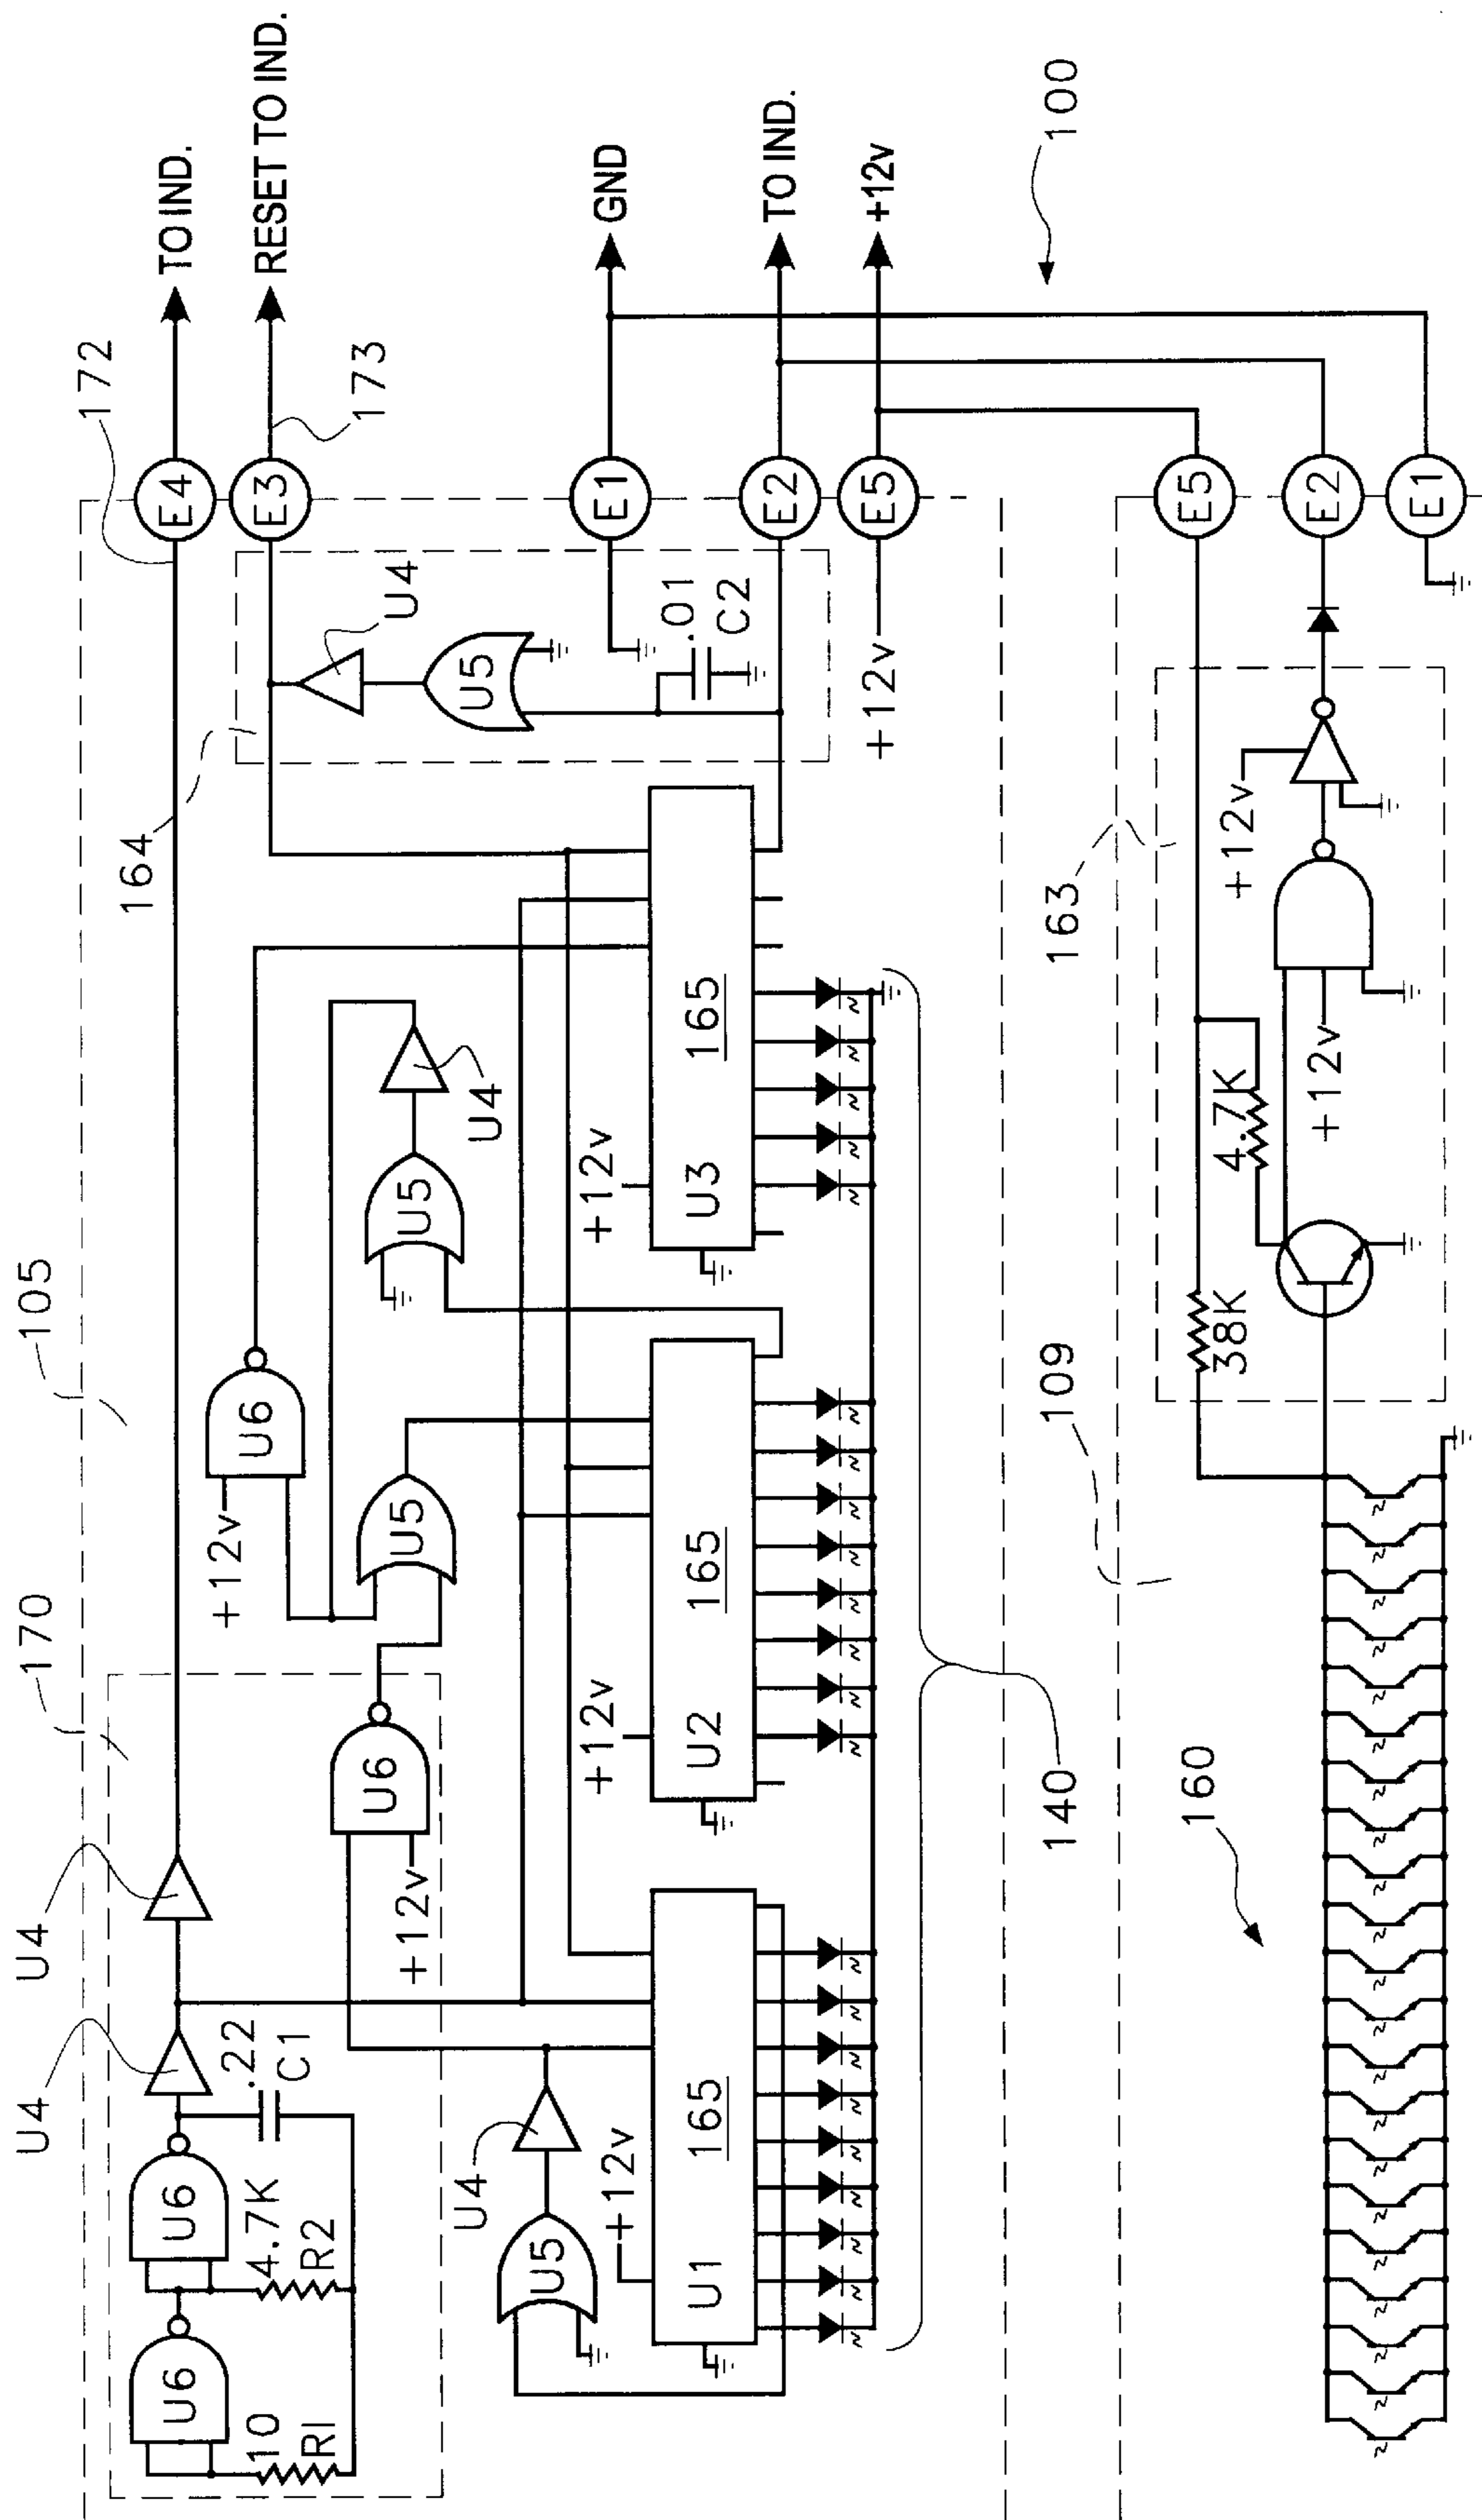 U4
U4
170
105
172
164
U6
U6
E4
TO IND.
10
4.7K
.22
+12v
U6
E3
RESET TO IND.
RI
R2
C1
173
U6
U5
U5
U4
+12v
U4
U4
U5
U5
+12v
+12v
+12v
E1
GND
.01
C2
U1
165
U2
165
U3
165
E2
TO IND.
+12v
E5
+12v
140
109
163
100
160
E5
38K
4.7K
+12v
+12v
E2
E1